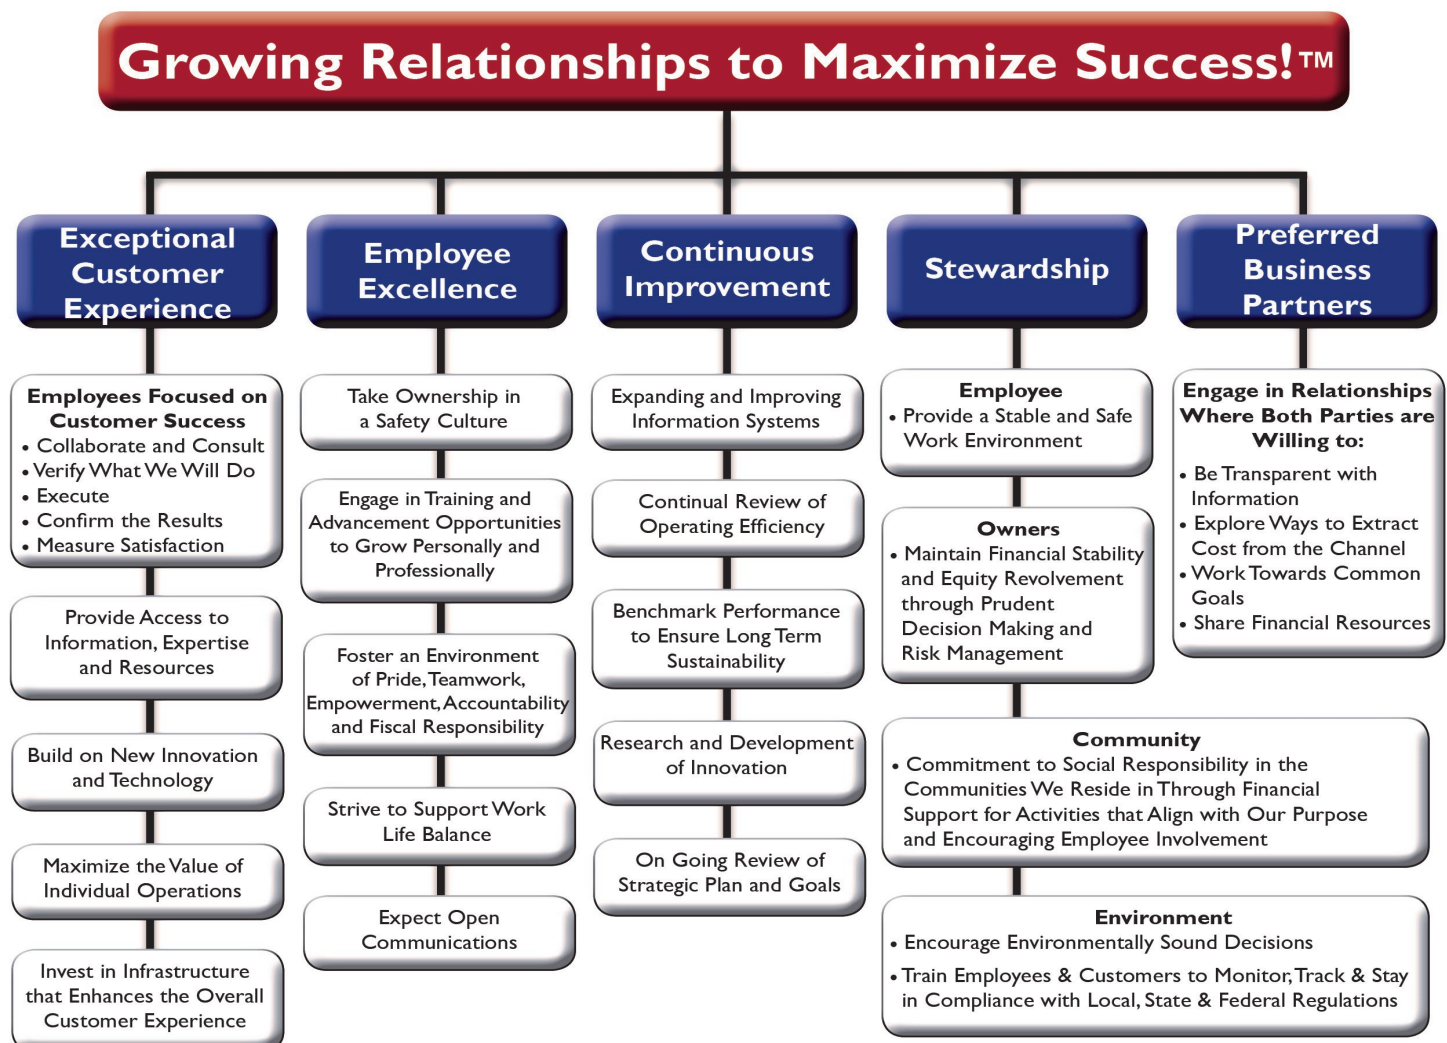 Growing Relationships to Maximize Success!™
Exceptional
Customer
Experience
Employees Focused on
Customer Success
• Collaborate and Consult
• Verify What We Will Do
• Execute
• Confirm the Results
• Measure Satisfaction
Provide Access to
Information, Expertise
and Resources
Build on New Innovation
and Technology
Maximize the Value of
Individual Operations
Invest in Infrastructure
that Enhances the Overall
Customer Experience
Employee
Excellence
Take Ownership in
a Safety Culture
Engage in Training and
Advancement Opportunities
to Grow Personally and
Professionally
Foster an Environment
of Pride, Teamwork,
Empowerment, Accountability
and Fiscal Responsibility
Strive to Support Work
Life Balance
Expect Open
Communications
Continuous
Improvement
Expanding and Improving
Information Systems
Continual Review of
Operating Efficiency
Benchmark Performance
to Ensure Long Term
Sustainability
Research and Development
of Innovation
On Going Review of
Strategic Plan and Goals
Stewardship
Employee
• Provide a Stable and Safe
Work Environment
Owners
• Maintain Financial Stability
and Equity Revolvement
through Prudent
Decision Making and
Risk Management
Community
• Commitment to Social Responsibility in the
Communities We Reside in Through Financial
Support for Activities that Align with Our Purpose
and Encouraging Employee Involvement
Environment
• Encourage Environmentally Sound Decisions
• Train Employees & Customers to Monitor, Track & Stay
in Compliance with Local, State & Federal Regulations
Preferred
Business
Partners
Engage in Relationships
Where Both Parties are
Willing to:
• Be Transparent with
Information
• Explore Ways to Extract
Cost from the Channel
• Work Towards Common
Goals
• Share Financial Resources